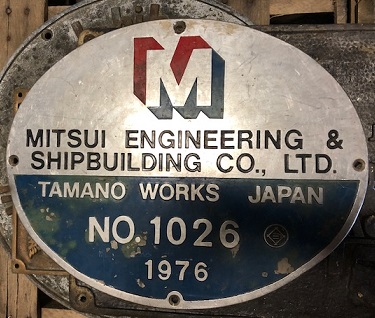 M
MITSUI ENGINEERING &
SHIPBUILDING CO., LTD.
TAMANO WORKS JAPAN
NO. 1026
1976